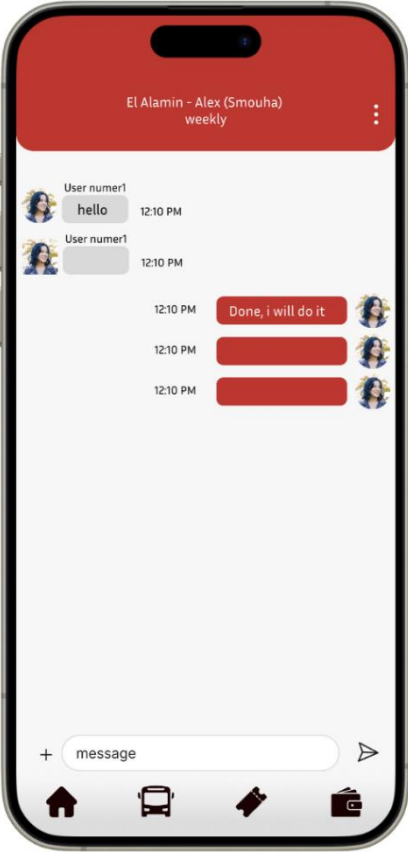 El Alamin - Alex (Smouha)
weekly
User numer1
hello
12:10 PM
User numer1
12:10 PM
12:10 PM
Done, i will do it
12:10 PM
12:10 PM
message